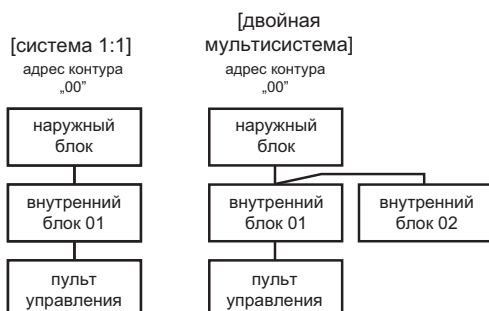 [система 1:1]
адрес контура
„00”
наружный
блок
внутренний
блок 01
пульт
управления
[двойная
мультисистема]
адрес контура
„00”
наружный
блок
внутренний
блок 01
внутренний
блок 02
пульт
управления